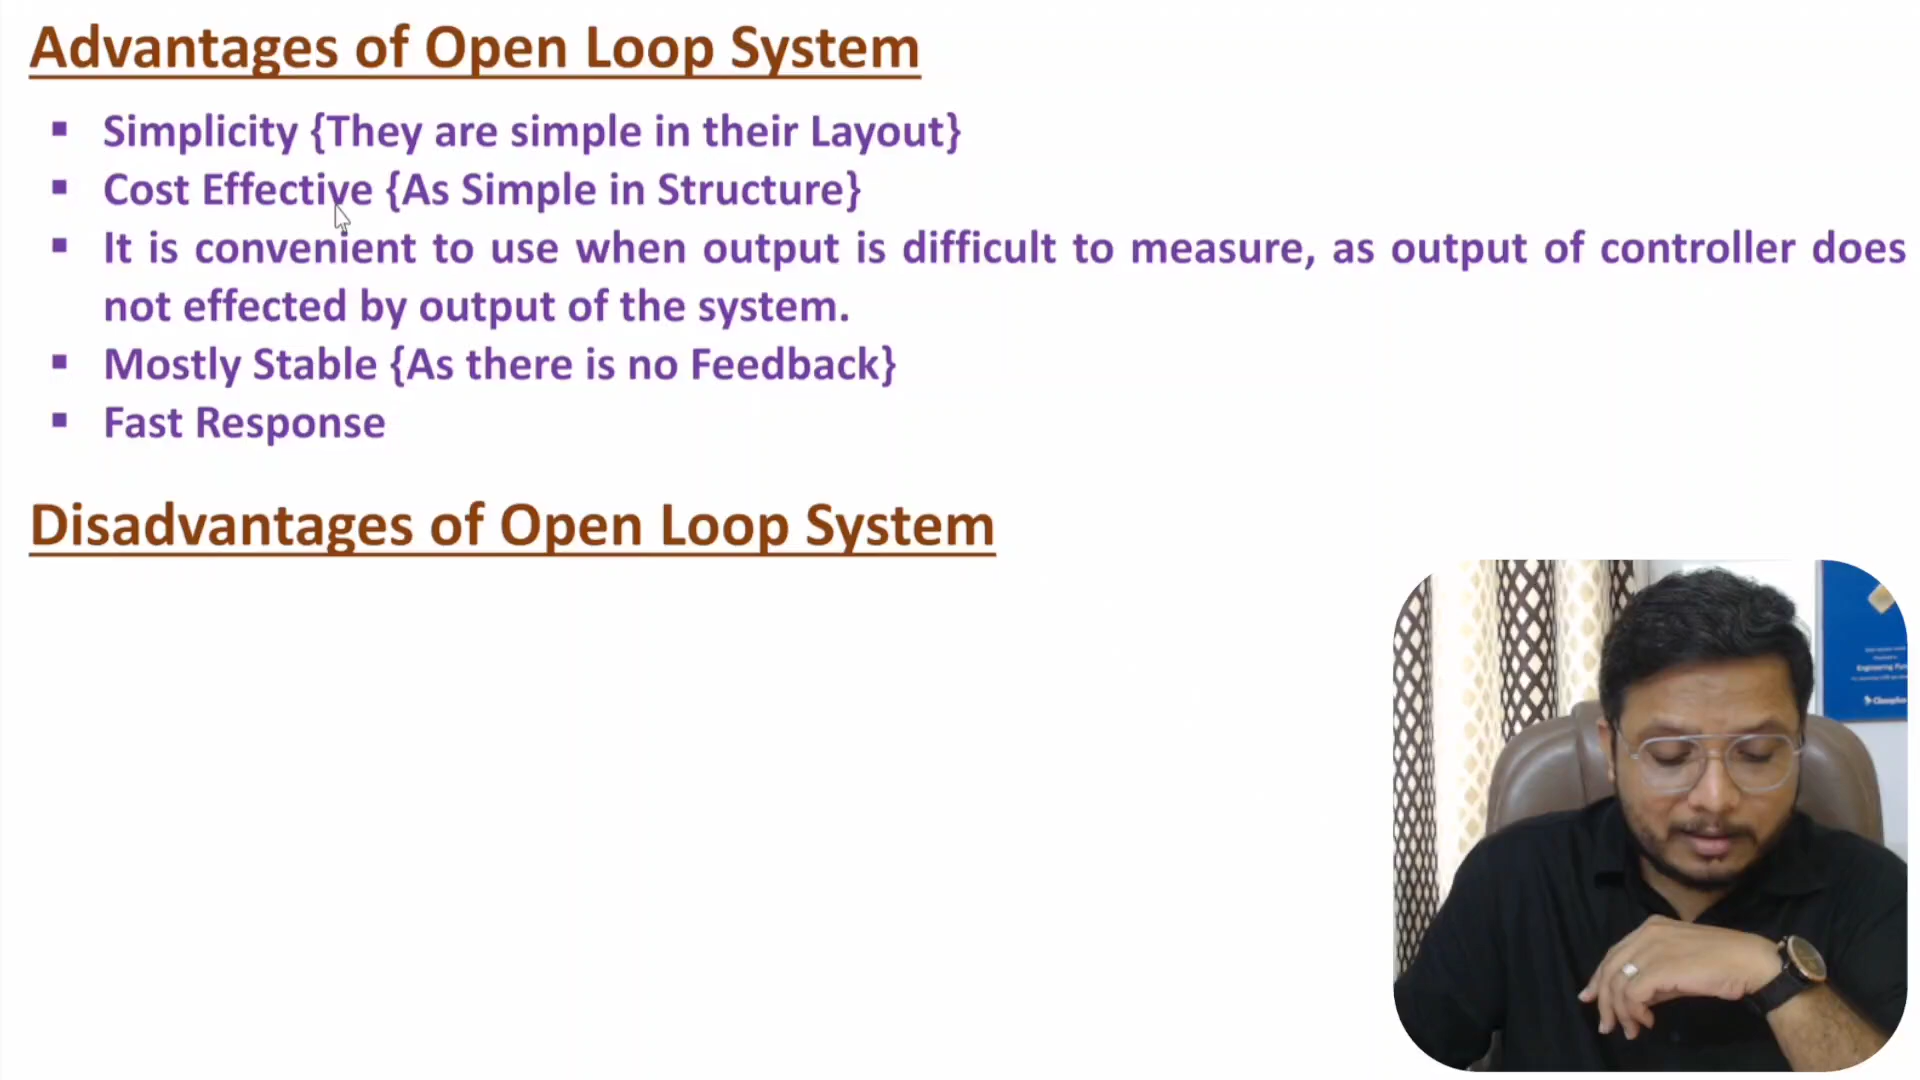 Advantages of Open Loop System
▪ Simplicity {They are simple in their Layout}
▪ Cost Effective {As Simple in Structure}
▪ It is convenient to use when output is difficult to measure, as output of controller does
not effected by output of the system.
▪ Mostly Stable {As there is no Feedback}
▪ Fast Response
Disadvantages of Open Loop System